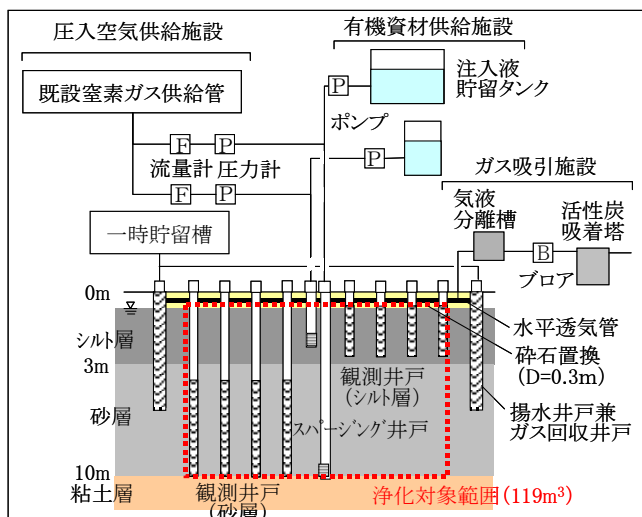 圧入空気供給施設
有機資材供給施設
既設窒素ガス供給管
P
注入液
貯留タンク
ポンプ
F
P
流量計
圧力計
P
F
P
ガス吸引施設
気液
分離槽
活性炭
吸着塔
一時貯留槽
B
ブロア
0m
水平透気管
シルト層
砕石置換
(D=0.3m)
3m
観測井戸
(シルト層)
砂層
スパージング井戸
揚水井戸兼
ガス回収井戸
10m
粘土層
観測井戸
(砂層)
浄化対象範囲(119m³)